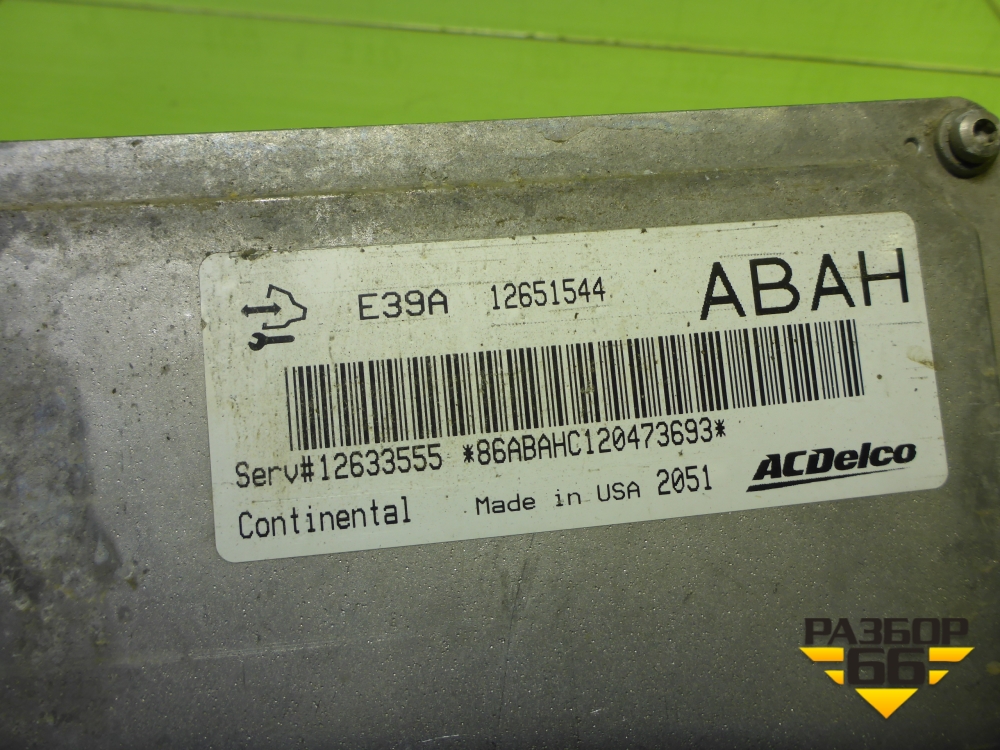 E39A 12651544 ABAH
Serv#12633555 *86ABAHC120473693*
Continental Made in USA 2051 ACDelco
РАЗБОР
66